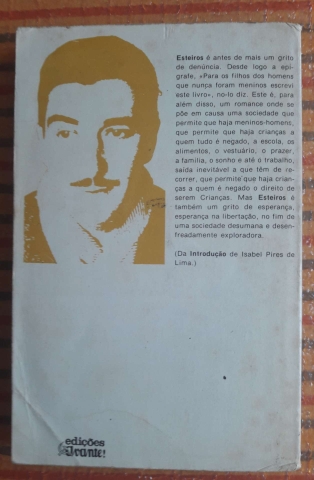 Esteiros é antes de mais um grito
de denúncia. Desde logo a epí-
grafe, «Para os filhos dos homens
que nunca foram meninos escrevi
este livro», no-lo diz. Este é, para
além disso, um romance onde se
põe em causa uma sociedade que
permite que haja meninos-homens,
que permite que haja crianças a
quem tudo é negado, a escola, os
alimentos, o vestuário, o prazer,
a família, o sonho e até o trabalho,
saída inevitável a que têm de re-
correr, que permite que haja crian-
ças a quem é negado o direito de
serem Crianças. Mas Esteiros é
também um grito de esperança,
esperança na libertação, no fim de
uma sociedade desumana e desen-
freadamente exploradora.
(Da Introdução de Isabel Pires de
Lima.)
edições
Avante!